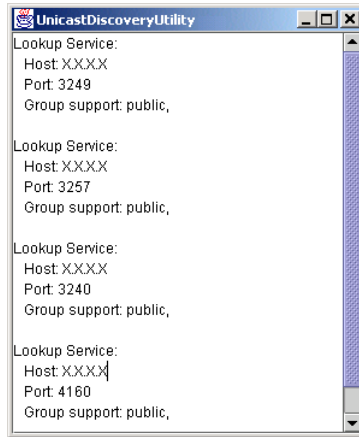 UnicastDiscoveryUtility
Lookup Service:
Host: X.X.X.X
Port: 3249
Group support: public,
Lookup Service:
Host: X.X.X.X
Port: 3257
Group support: public,
Lookup Service:
Host: X.X.X.X
Port: 3240
Group support: public,
Lookup Service:
Host: X.X.X.X
Port: 4160
Group support: public,